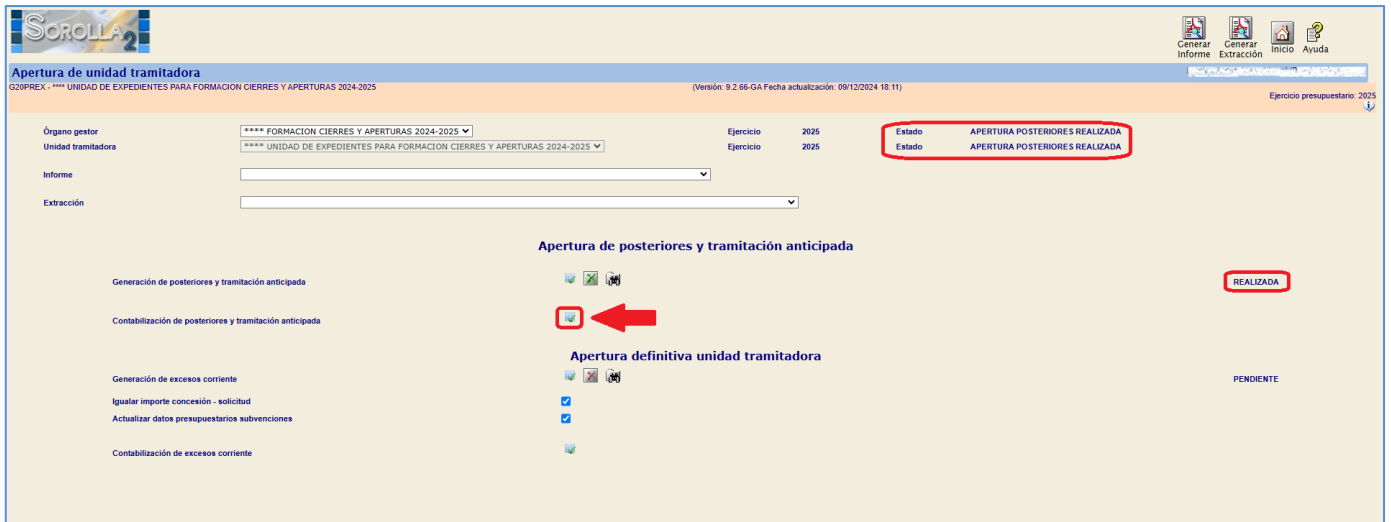 SOROLLA2
Generar Informe Generar Extracción Inicio Ayuda
Apertura de unidad tramitadora
G20PREX - **** UNIDAD DE EXPEDIENTES PARA FORMACION CIERRES Y APERTURAS 2024-2025 (Versión: 9.2.66-GA Fecha actualización: 09/12/2024 18:11)
Ejercicio presupuestario: 2025
Órgano gestor **** FORMACION CIERRES Y APERTURAS 2024-2025 Ejercicio 2025 Estado APERTURA POSTERIORES REALIZADA
Unidad tramitadora **** UNIDAD DE EXPEDIENTES PARA FORMACION CIERRES Y APERTURAS 2024-2025 Ejercicio 2025 Estado APERTURA POSTERIORES REALIZADA
Informe
Extracción
Apertura de posteriores y tramitación anticipada
Generación de posteriores y tramitación anticipada REALIZADA
Contabilización de posteriores y tramitación anticipada
Apertura definitiva unidad tramitadora
Generación de excesos corriente PENDIENTE
Igualar importe concesión - solicitud
Actualizar datos presupuestarios subvenciones
Contabilización de excesos corriente